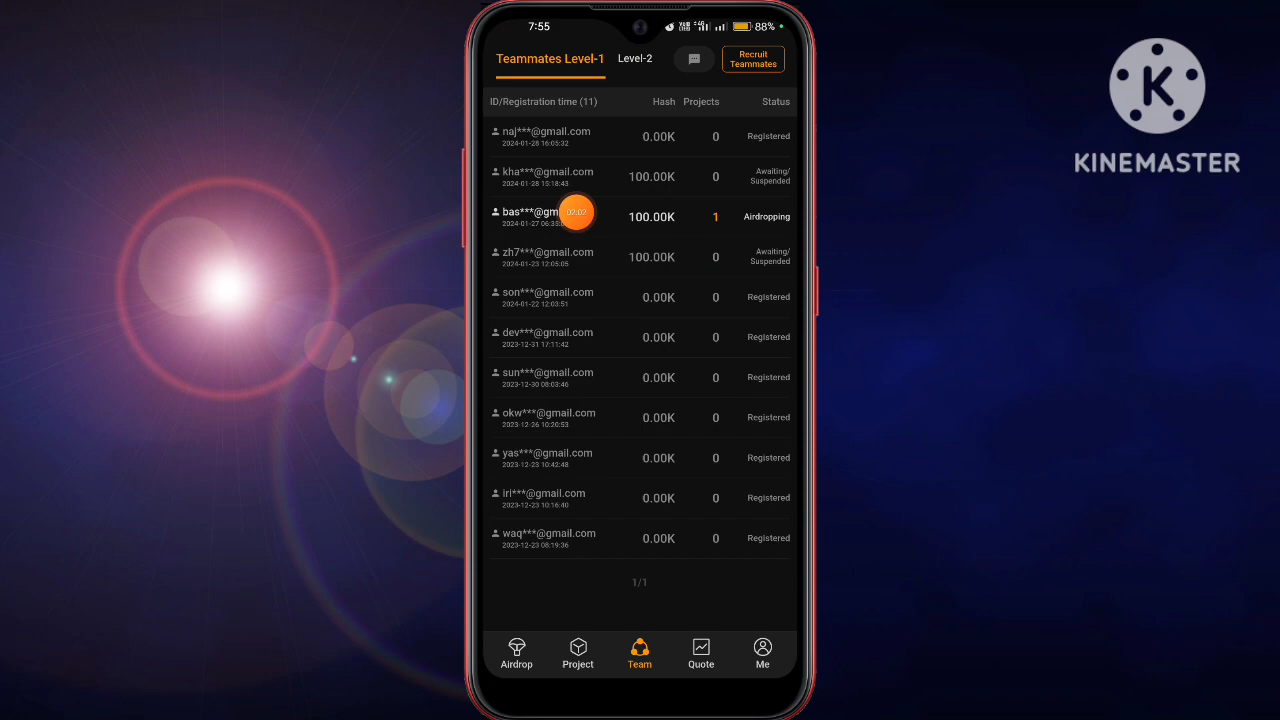 7:55
88%
Teammates Level-1
Level-2
Recruit
Teammates
ID/Registration time (11)
Hash
Projects
Status
naj***@gmail.com
2024-01-28 16:05:32
0.00K
0
Registered
kha***@gmail.com
2024-01-28 15:18:43
100.00K
0
Awaiting/
Suspended
bas***@gm
2024-01-27 06:35:
02:02
100.00K
1
Airdropping
zh7***@gmail.com
2024-01-23 12:05:05
100.00K
0
Awaiting/
Suspended
son***@gmail.com
2024-01-22 12:03:51
0.00K
0
Registered
dev***@gmail.com
2023-12-31 17:11:42
0.00K
0
Registered
sun***@gmail.com
2023-12-30 08:03:46
0.00K
0
Registered
okw***@gmail.com
2023-12-26 10:20:53
0.00K
0
Registered
yas***@gmail.com
2023-12-23 10:42:48
0.00K
0
Registered
iri***@gmail.com
2023-12-23 10:16:40
0.00K
0
Registered
waq***@gmail.com
2023-12-23 08:19:36
0.00K
0
Registered
1/1
Airdrop
Project
Team
Quote
Me
K
KINEMASTER